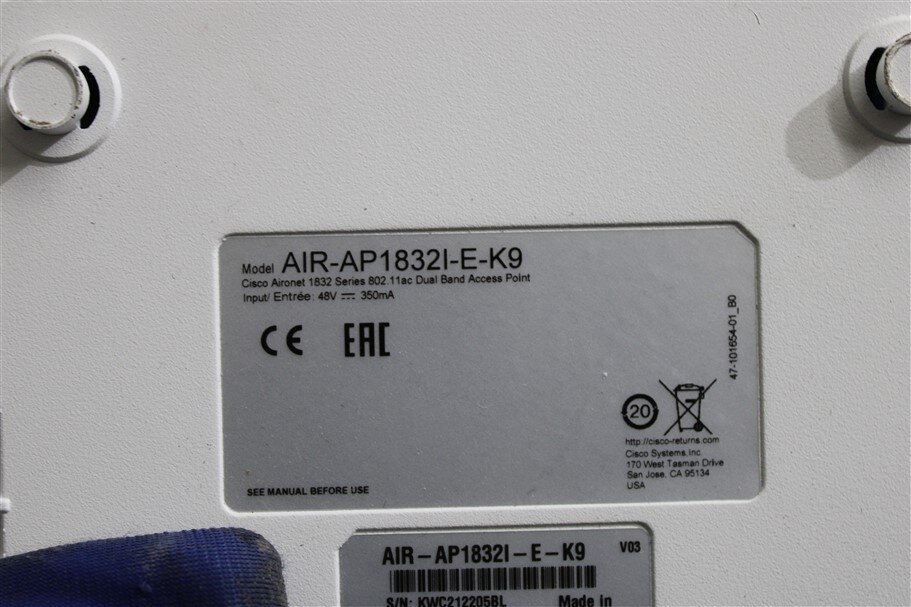 Model AIR-AP1832I-E-K9
Cisco Aironet 1832 Series 802.11ac Dual Band Access Point
Input/ Entrée: 48V ⎓ 350mA
CE EAC
47-101654-01_B0
20
http://cisco-returns.com
Cisco Systems,Inc.
170 West Tasman Drive
San Jose, CA 95134
USA
SEE MANUAL BEFORE USE
AIR-AP1832I-E-K9 V03
S/N: KWC212205BL Made in